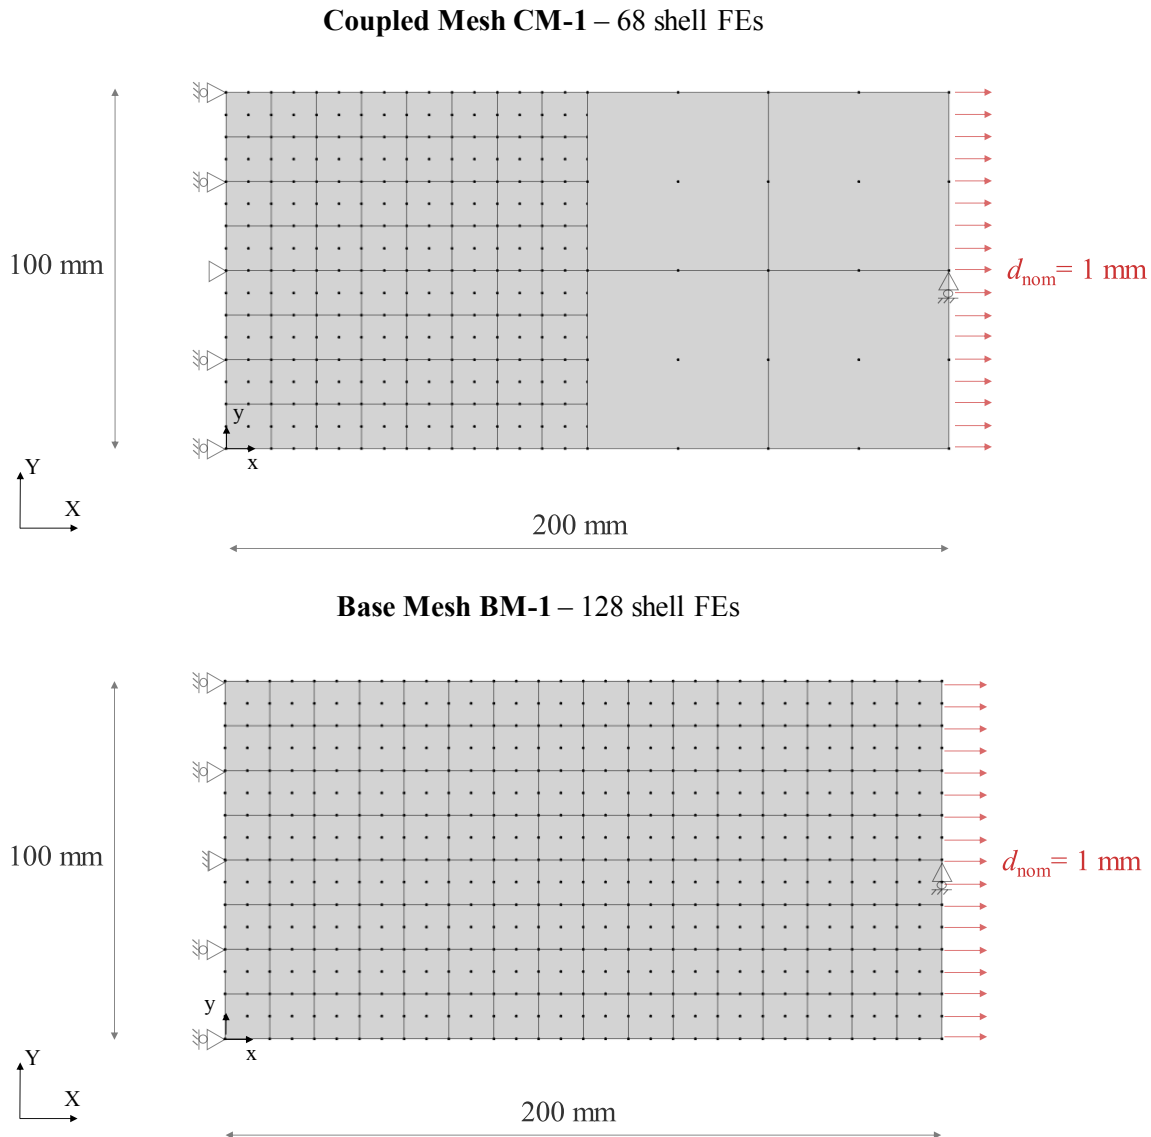 Coupled Mesh CM-1 – 68 shell FEs
100 mm
dnom= 1 mm
y
x
Y
X
200 mm
Base Mesh BM-1 – 128 shell FEs
100 mm
dnom= 1 mm
y
x
Y
X
200 mm